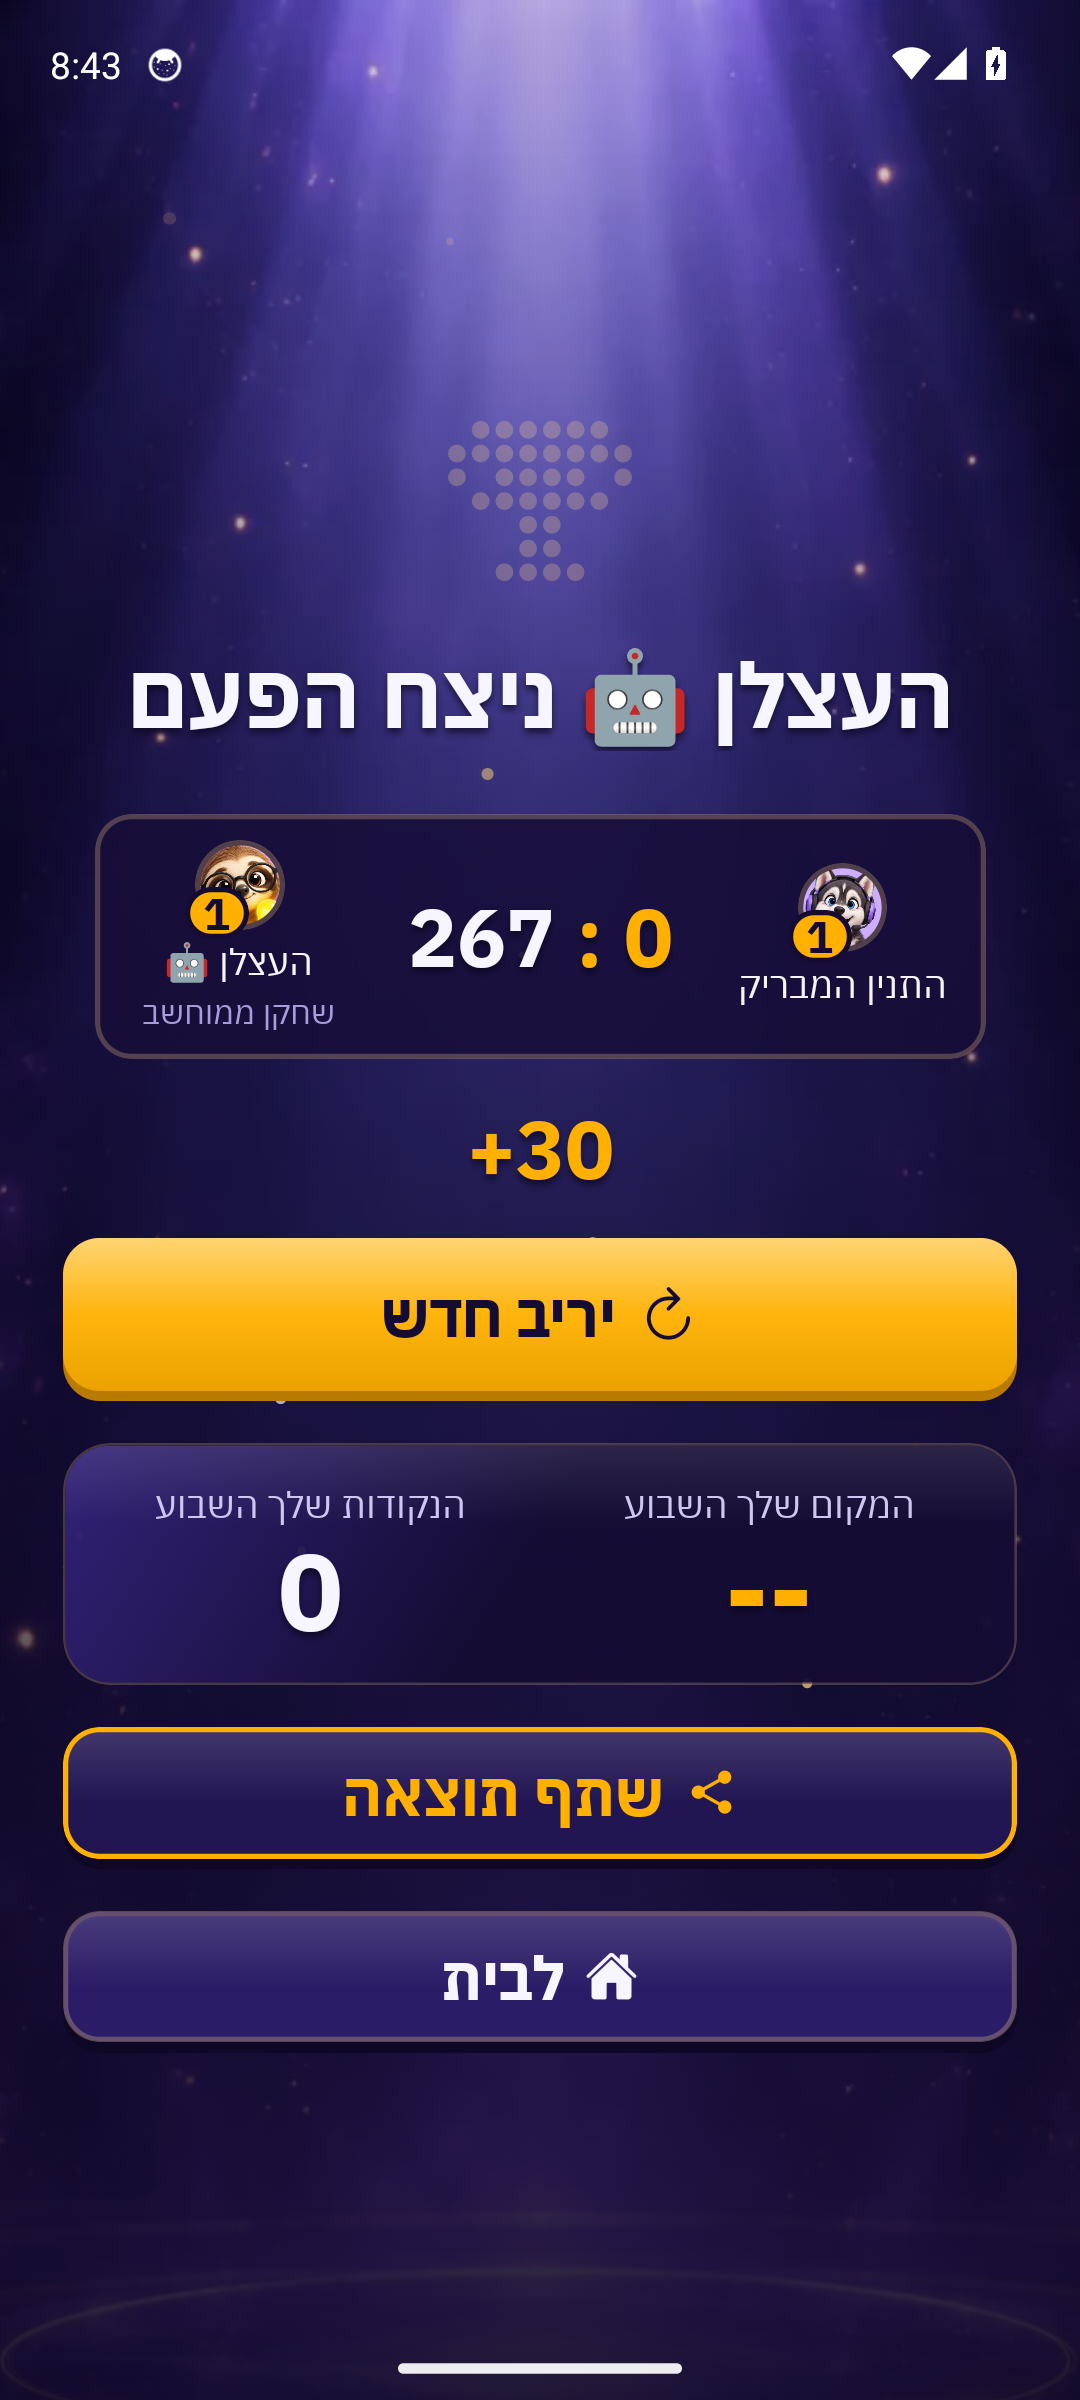 8:43
העצלן 🤖 ניצח הפעם
1
התנין המבריק
0 : 267
1
העצלן 🤖
שחקן ממוחשב
+30
יריב חדש
המקום שלך השבוע
--
הנקודות שלך השבוע
0
שתף תוצאה
לבית